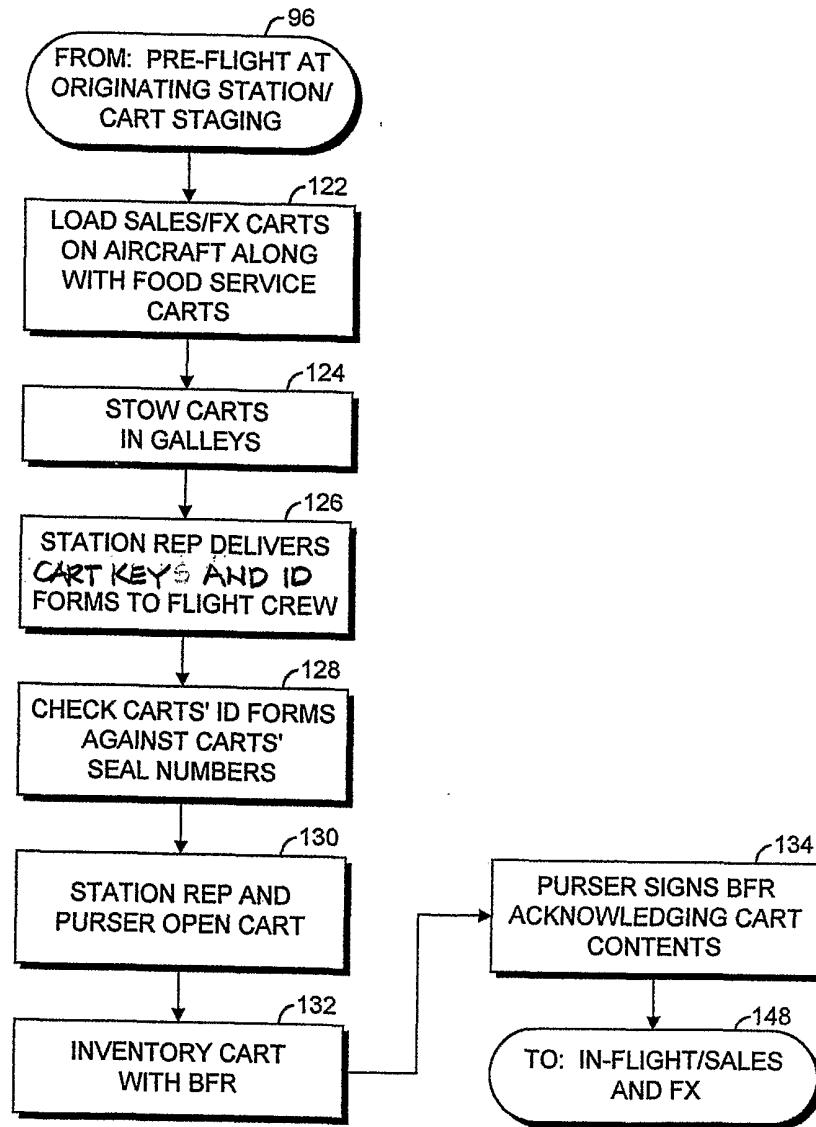 96
FROM: PRE-FLIGHT AT
ORIGINATING STATION/
CART STAGING
122
LOAD SALES/FX CARTS
ON AIRCRAFT ALONG
WITH FOOD SERVICE
CARTS
124
STOW CARTS
IN GALLEYS
126
STATION REP DELIVERS
CART KEYS AND ID
FORMS TO FLIGHT CREW
128
CHECK CARTS' ID FORMS
AGAINST CARTS'
SEAL NUMBERS
130
STATION REP AND
PURSER OPEN CART
132
INVENTORY CART
WITH BFR
134
PURSER SIGNS BFR
ACKNOWLEDGING CART
CONTENTS
148
TO: IN-FLIGHT/SALES
AND FX